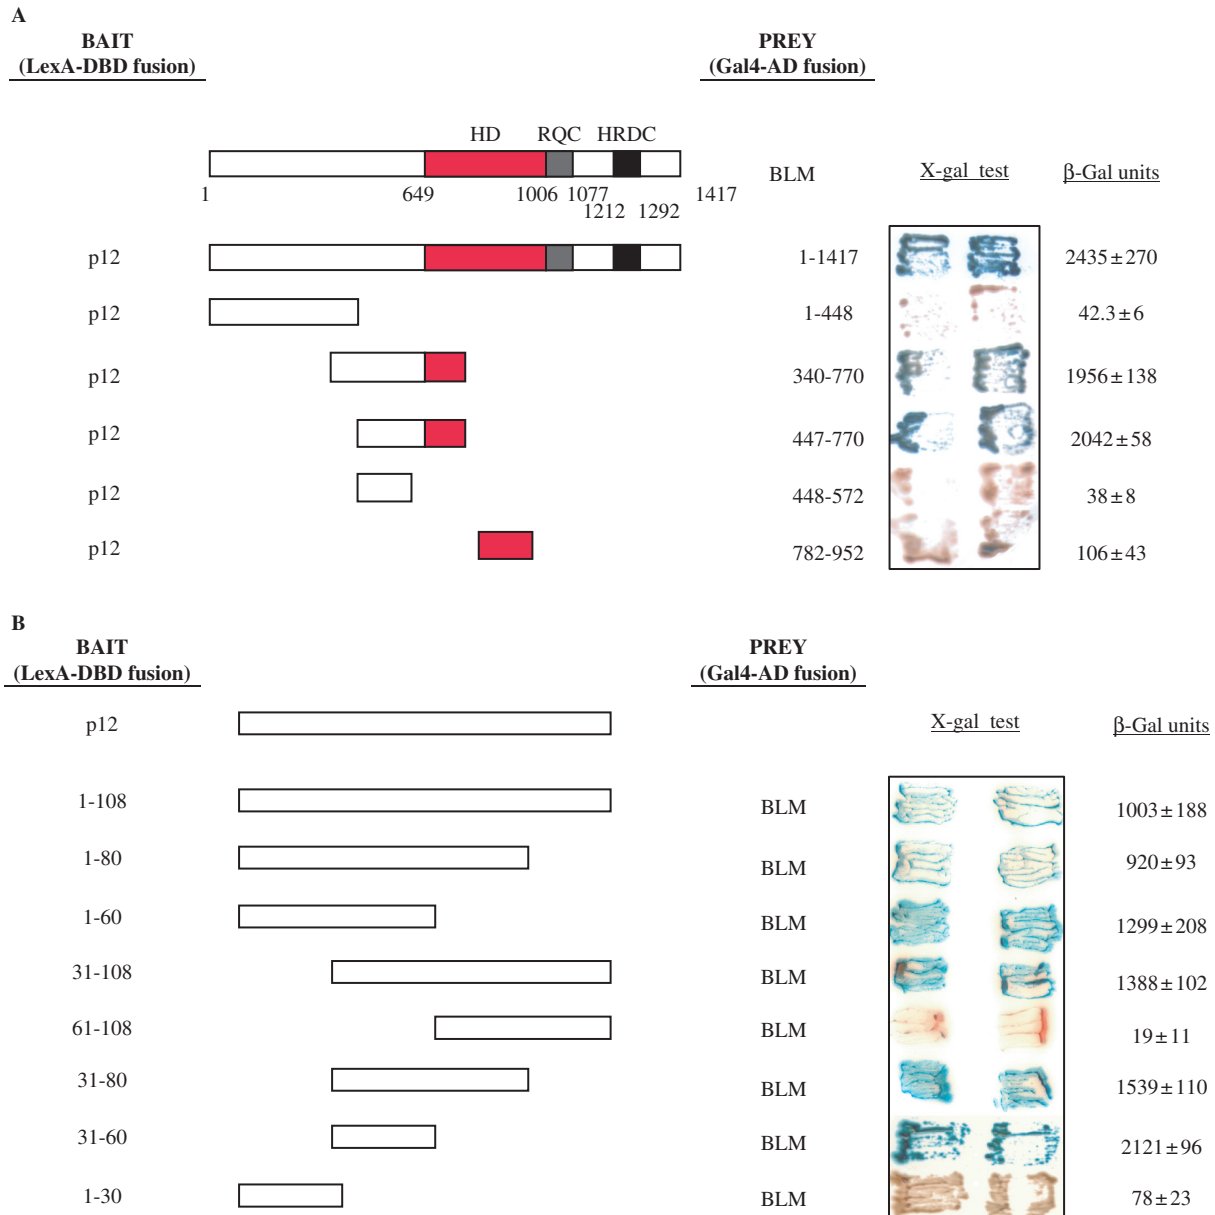 A
BAIT
(LexA-DBD fusion)
PREY
(Gal4-AD fusion)
HD RQC HRDC
BLM X-gal test β-Gal units
1 649 1006 1077 1417
1212 1292
p12 1-1417 2435±270
p12 1-448 42.3±6
p12 340-770 1956±138
p12 447-770 2042±58
p12 448-572 38±8
p12 782-952 106±43
B
BAIT
(LexA-DBD fusion)
PREY
(Gal4-AD fusion)
p12 X-gal test β-Gal units
1-108 BLM 1003±188
1-80 BLM 920±93
1-60 BLM 1299±208
31-108 BLM 1388±102
61-108 BLM 19±11
31-80 BLM 1539±110
31-60 BLM 2121±96
1-30 BLM 78±23